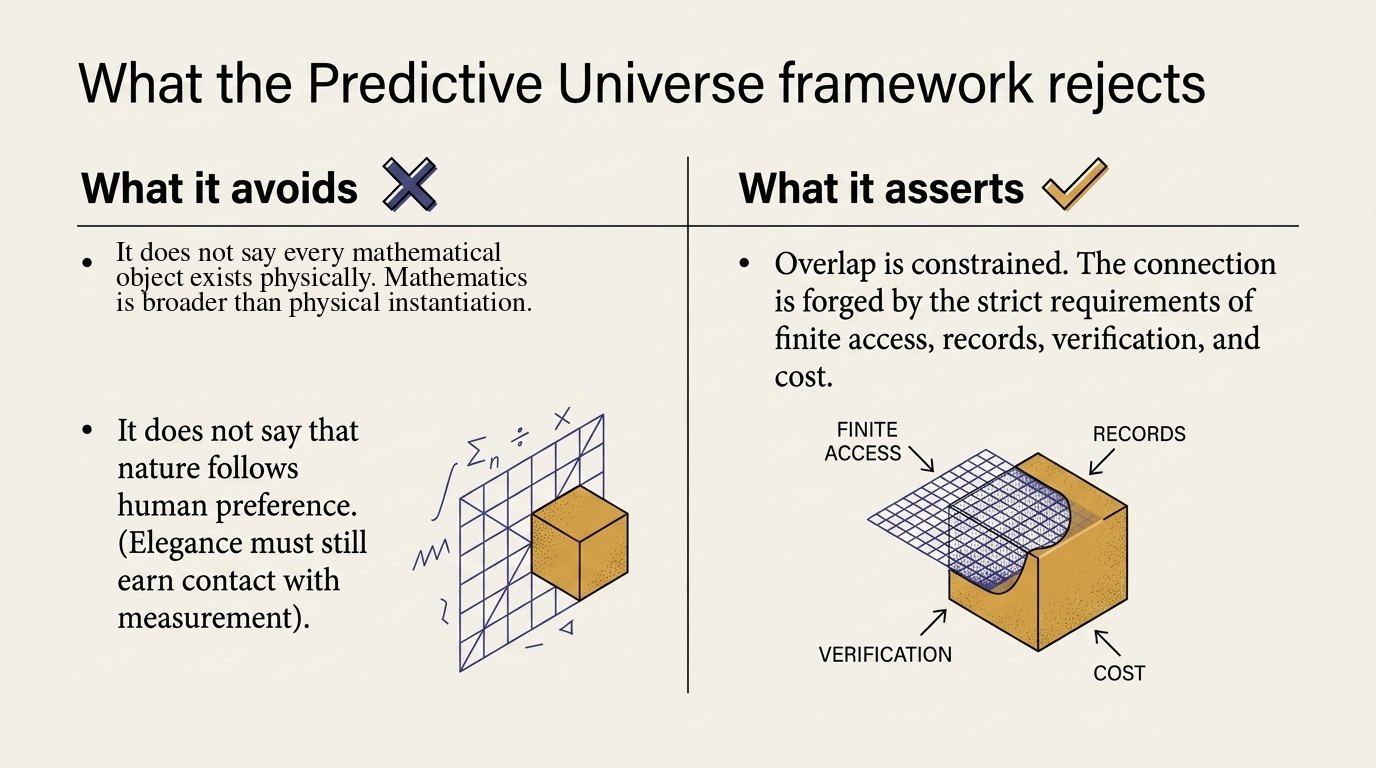 What the Predictive Universe framework rejects
What it avoids
• It does not say every mathematical
object exists physically. Mathematics
is broader than physical instantiation.
• It does not say that
nature follows
human preference.
(Elegance must still
earn contact with
measurement).
∫ Σn ÷ ×
What it asserts
• Overlap is constrained. The connection
is forged by the strict requirements of
finite access, records, verification, and
cost.
FINITE
ACCESS
RECORDS
VERIFICATION
COST